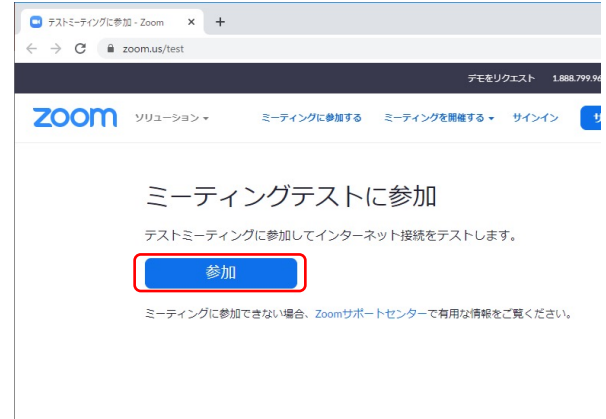 テストミーティングに参加 - Zoom
zoom.us/test
デモをリクエスト 1.888.799.96
zoom ソリューション ミーティングに参加する ミーティングを開催する サインイン サ
ミーティングテストに参加
テストミーティングに参加してインターネット接続をテストします。
参加
ミーティングに参加できない場合、Zoomサポートセンターで有用な情報をご覧ください。